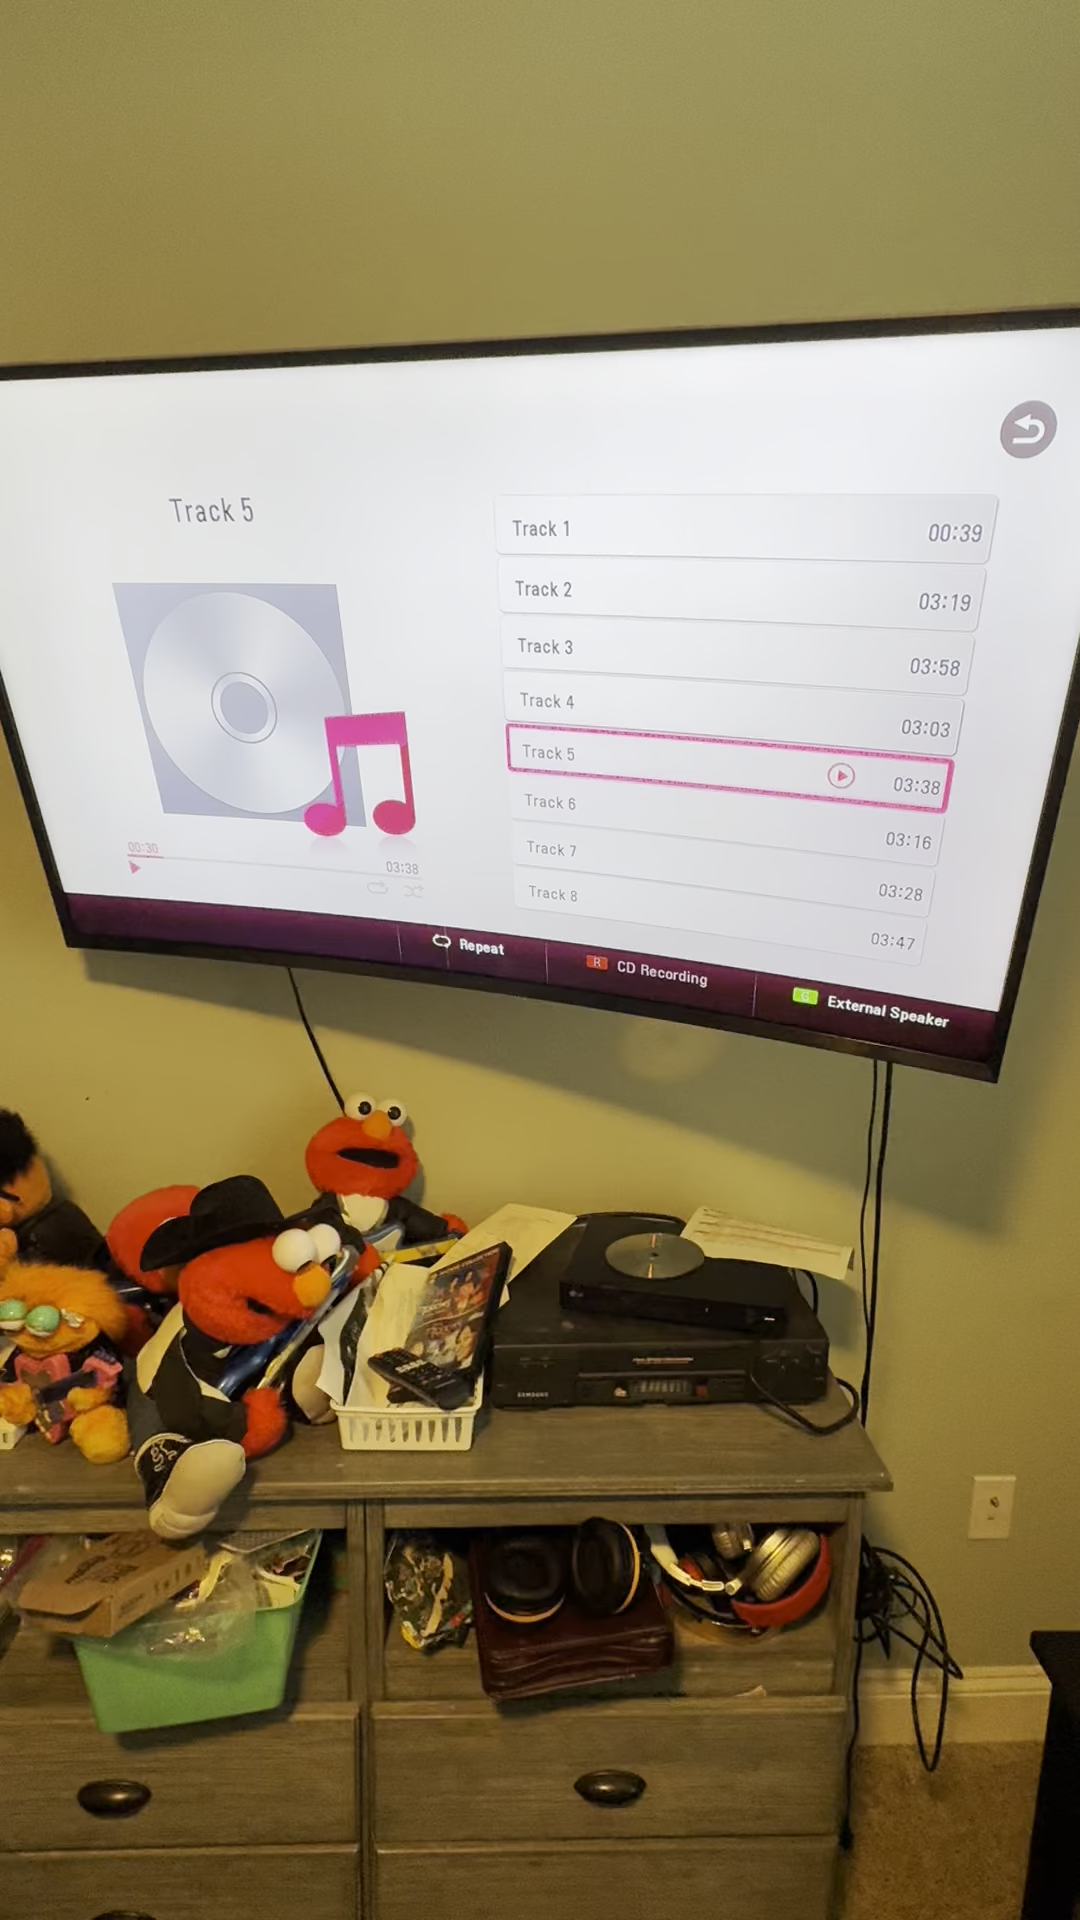 Track 5
Track 1 00:39
Track 2 03:19
Track 3 03:58
Track 4 03:03
Track 5 03:38
Track 6 03:16
Track 7 03:28
Track 8 03:47
00:30 03:38
Repeat
R CD Recording
G External Speaker
LG
SAMSUNG